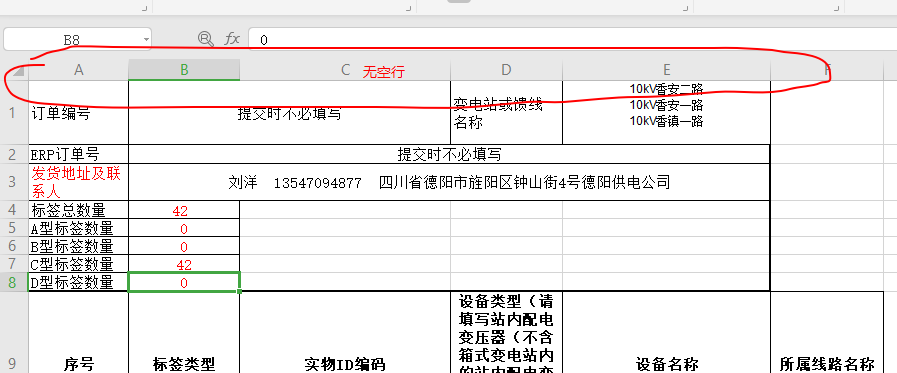 B8 fx 0
A B C D E F
无空行
1 订单编号 提交时不必填写 变电站或馈线
名称 10kV香安二路
10kV香安一路
10kV香镇一路
2 ERP订单号 提交时不必填写
3 发货地址及联
系人 刘洋 13547094877 四川省德阳市旌阳区钟山街4号德阳供电公司
4 标签总数量 42
5 A型标签数量 0
6 B型标签数量 0
7 C型标签数量 42
8 D型标签数量 0
9 序号 标签类型 实物ID编码 设备类型（请
填写站内配电
变压器（不含
箱式变电站内
的站内配电变 设备名称 所属线路名称